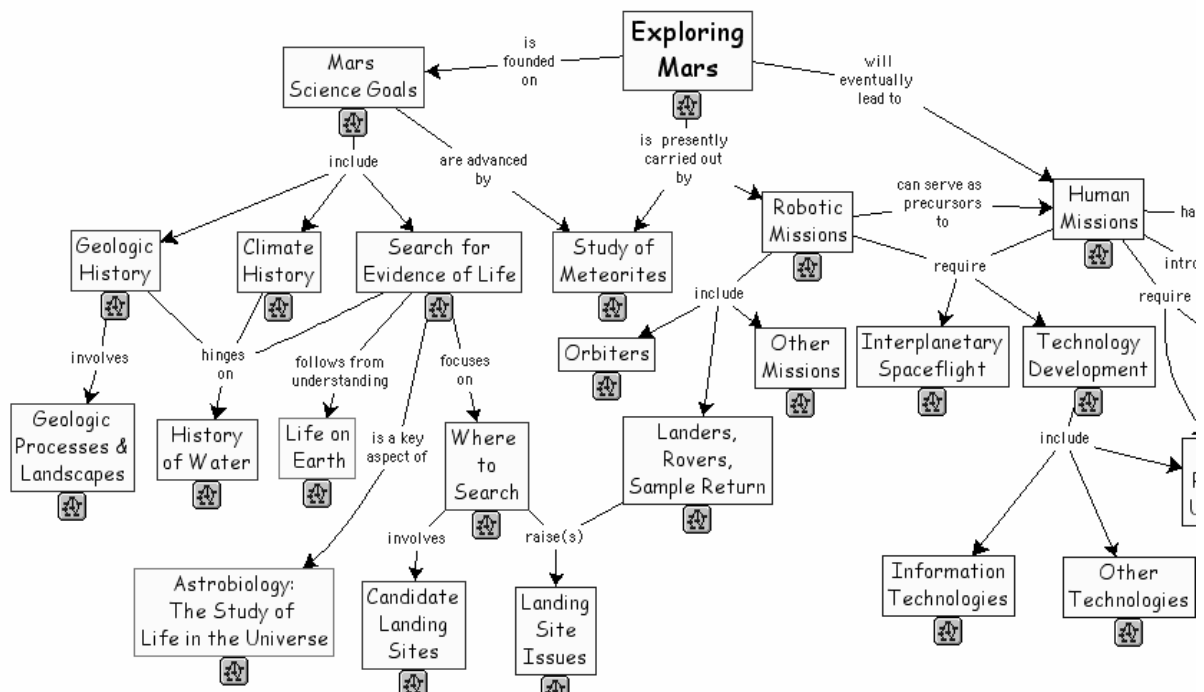 Exploring
Mars
is
founded
on
Mars
Science Goals
will
eventually
lead to
is presently
carried out
by
include
are advanced
by
can serve as
precursors
to
Human
Missions
Robotic
Missions
Geologic
History
Climate
History
Search for
Evidence of Life
Study of
Meteorites
require
include
require
involves
hinges
on
follows from
understanding
focuses
on
Orbiters
Other
Missions
Interplanetary
Spaceflight
Technology
Development
Geologic
Processes &
Landscapes
History
of Water
Life on
Earth
is a key
aspect of
Where
to
Search
Landers,
Rovers,
Sample Return
include
involves
raise(s)
Astrobiology:
The Study of
Life in the Universe
Candidate
Landing
Sites
Landing
Site
Issues
Information
Technologies
Other
Technologies